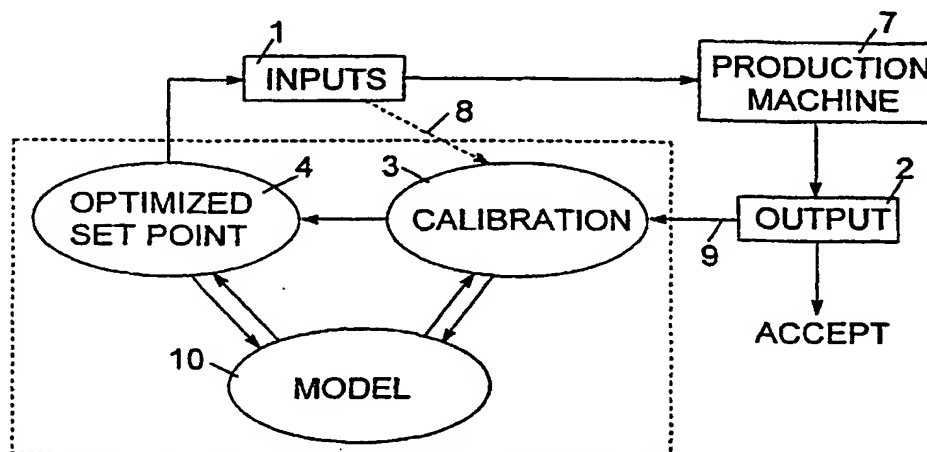 1
INPUTS
7
PRODUCTION
MACHINE
8
4
OPTIMIZED
SET POINT
3
CALIBRATION
2
OUTPUT
9
ACCEPT
10
MODEL